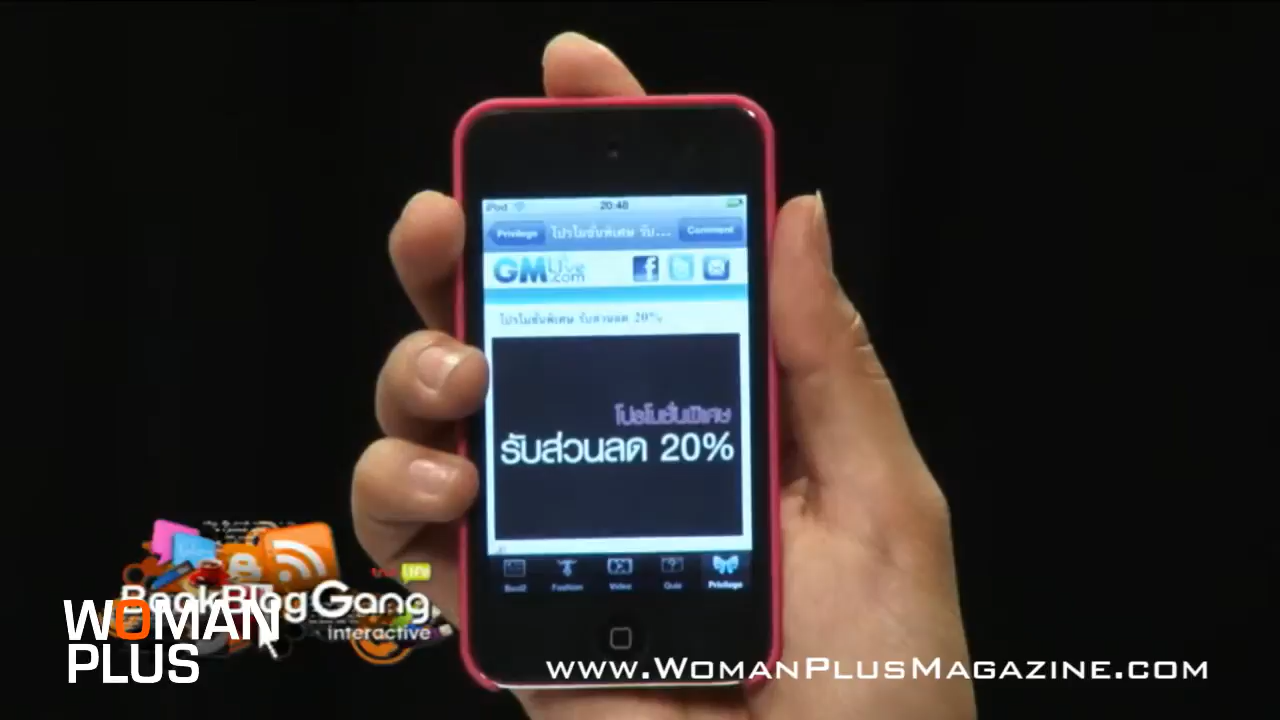 iPod 20:48
Privilege โปรโมชั่นพิเศษ รับ... Comment
GMLive.com
โปรโมชั่นพิเศษ รับส่วนลด 20%
โปรโมชั่นพิเศษ
รับส่วนลด 20%
Fashion Video Quiz Privilege
true Life
BookBlogGang
interactive
WOMAN
PLUS
www.WomanPlusMagazine.com